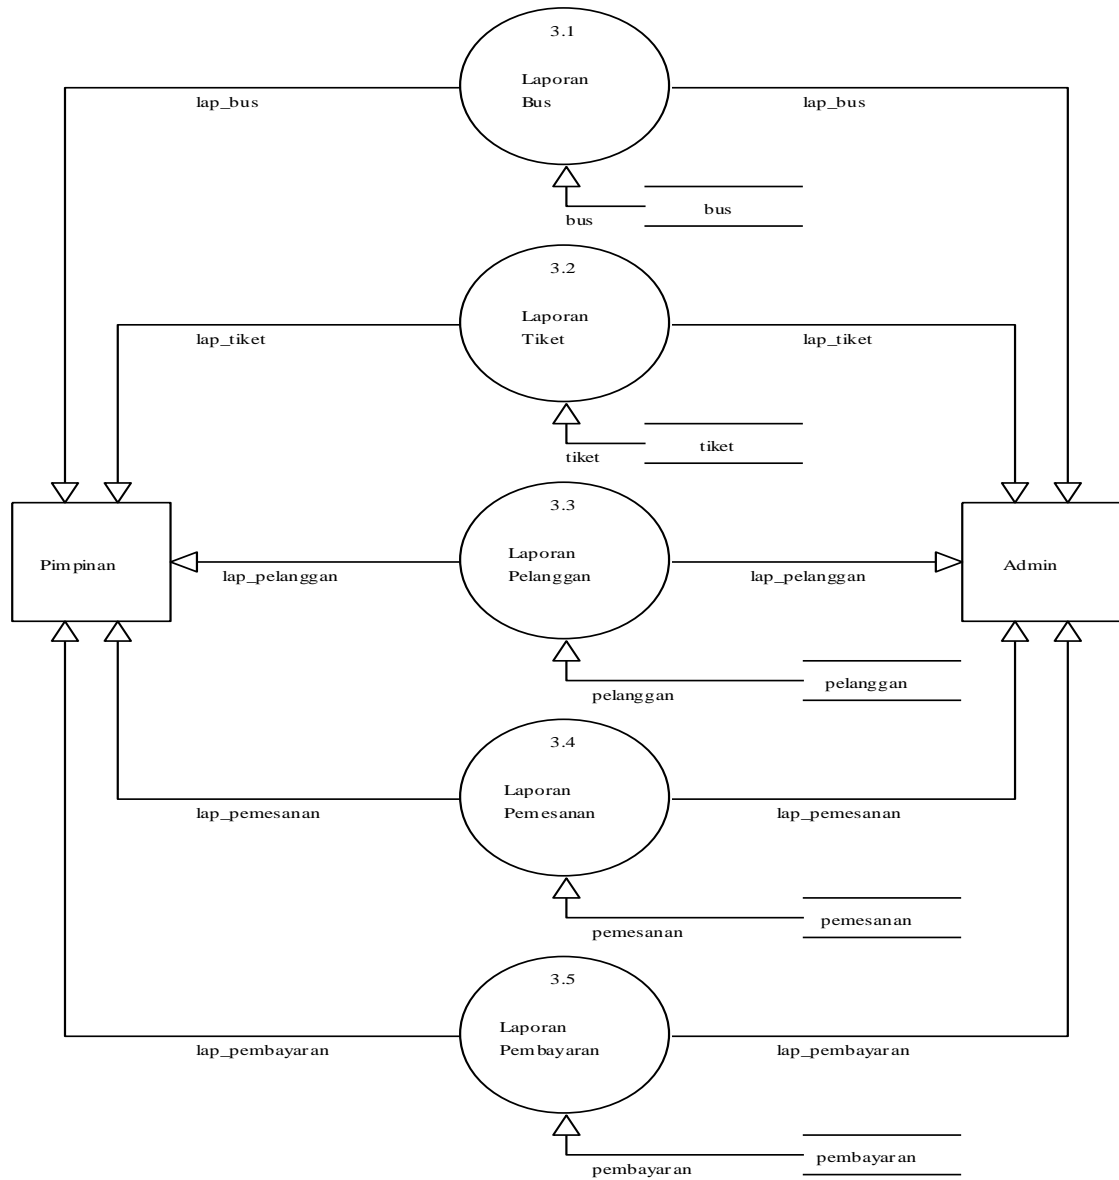 3.1
Laporan
Bus
lap_bus
lap_bus
bus
bus
3.2
Laporan
Tiket
lap_tiket
lap_tiket
tiket
tiket
3.3
Laporan
Pelanggan
Pimpinan
Admin
lap_pelanggan
lap_pelanggan
pelanggan
pelanggan
3.4
Laporan
Pemesanan
lap_pemesanan
lap_pemesanan
pemesanan
pemesanan
3.5
Laporan
Pembayaran
lap_pembayaran
lap_pembayaran
pembayaran
pembayaran